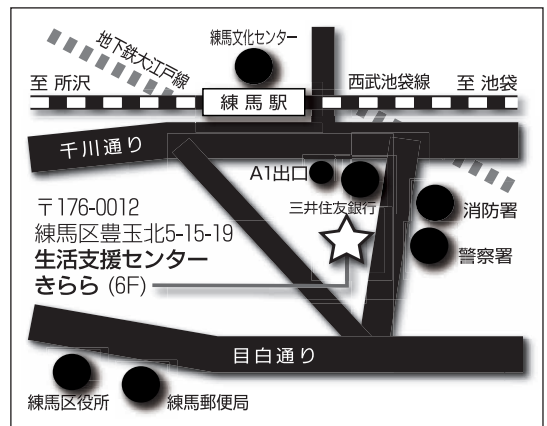 練馬文化センター
地下鉄大江戸線
至 所沢
西武池袋線
至 池袋
練馬駅
千川通り
A1出口
三井住友銀行
〒176-0012
練馬区豊玉北5-15-19
生活支援センター
きらら (6F)
消防署
警察署
目白通り
練馬区役所
練馬郵便局